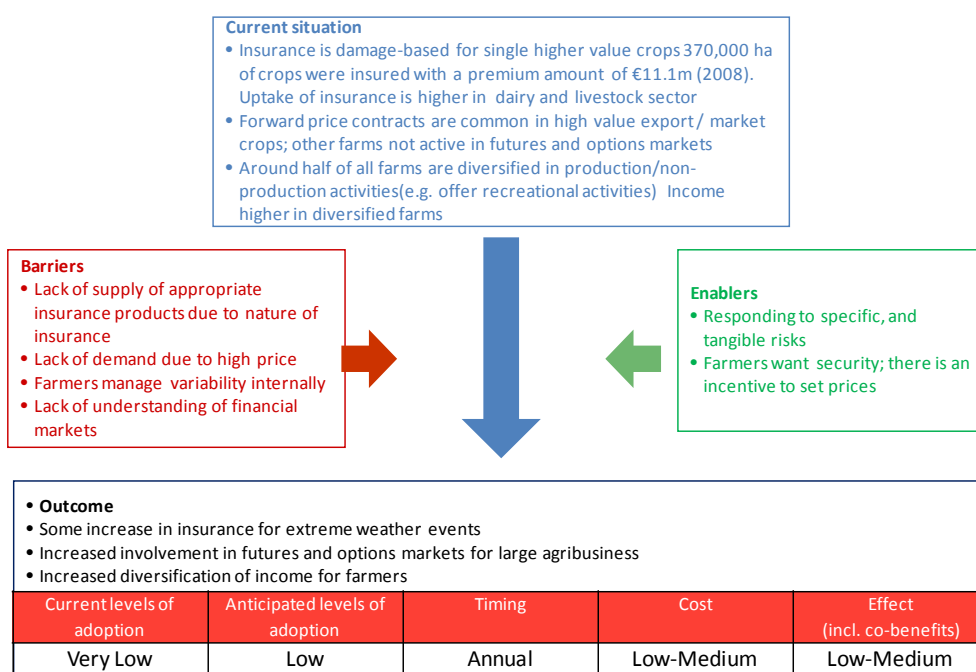 Current situation
• Insurance is damage-based for single higher value crops 370,000 ha
of crops were insured with a premium amount of €11.1m (2008).
Uptake of insurance is higher in dairy and livestock sector
• Forward price contracts are common in high value export/ market
crops; other farms not active in futures and options markets
• Around half of all farms are diversified in production/non-
production activities(e.g. offer recreational activities) Income
higher in diversified farms
Barriers
• Lack of supply of appropriate
insurance products due to nature of
insurance
• Lack of demand due to high price
• Farmers manage variability internally
• Lack of understanding of financial
markets
Enablers
• Responding to specific, and
tangible risks
• Farmers want security; there is an
incentive to set prices
• Outcome
• Some increase in insurance for extreme weather events
• Increased involvement in futures and options markets for large agribusiness
• Increased diversification of income for farmers
Current levels of
adoption
Anticipated levels of
adoption
Timing
Cost
Effect
(incl. co-benefits)
Very Low
Low
Annual
Low-Medium
Low-Medium